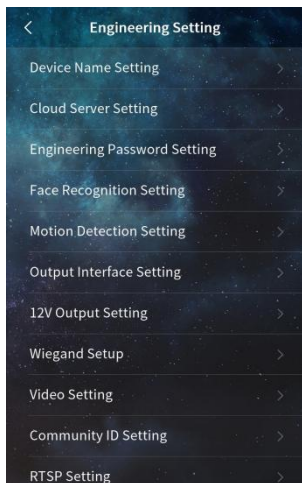 Engineering Setting
Device Name Setting
Cloud Server Setting
Engineering Password Setting
Face Recognition Setting
Motion Detection Setting
Output Interface Setting
12V Output Setting
Wiegand Setup
Video Setting
Community ID Setting
RTSP Setting